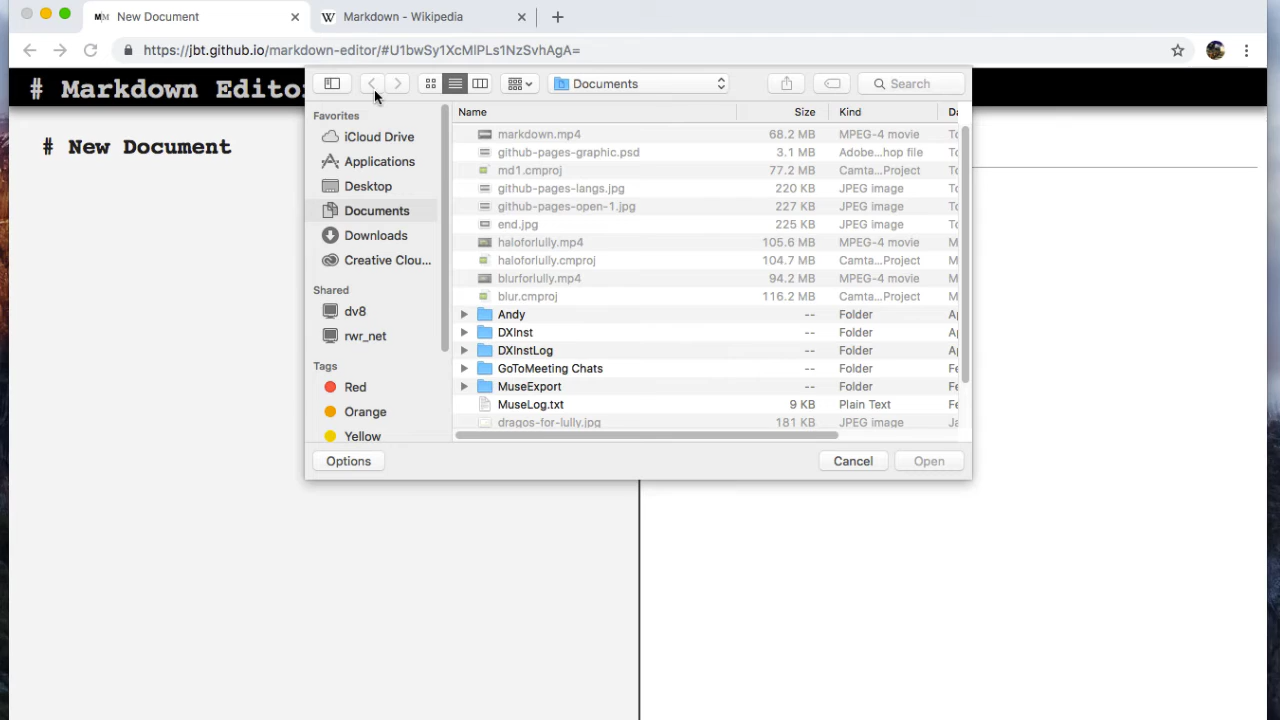 New Document
Markdown - Wikipedia
https://jbt.github.io/markdown-editor/#U1bwSy1XcMlPLs1NzSvhAgA=
# Markdown Edito
# New Document
Documents
Search
Favorites
iCloud Drive
Applications
Desktop
Documents
Downloads
Creative Clou...
Shared
dv8
rwr_net
Tags
Red
Orange
Yellow
Name Size Kind
markdown.mp4 68.2 MB MPEG-4 movie
github-pages-graphic.psd 3.1 MB Adobe...hop file
md1.cmproj 77.2 MB Camta...Project
github-pages-langs.jpg 220 KB JPEG image
github-pages-open-1.jpg 227 KB JPEG image
end.jpg 225 KB JPEG image
haloforlully.mp4 105.6 MB MPEG-4 movie
haloforlully.cmproj 104.7 MB Camta...Project
blurforlully.mp4 94.2 MB MPEG-4 movie
blur.cmproj 116.2 MB Camta...Project
Andy -- Folder
DXInst -- Folder
DXInstLog -- Folder
GoToMeeting Chats -- Folder
MuseExport -- Folder
MuseLog.txt 9 KB Plain Text
dragos-for-lully.jpg 181 KB JPEG image
Options
Cancel
Open